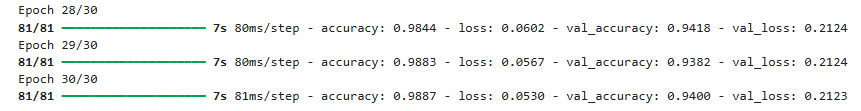 Epoch 28/30
81/81 ━━━━━━━━━━━━━━━━━━━━ 7s 80ms/step - accuracy: 0.9844 - loss: 0.0602 - val_accuracy: 0.9418 - val_loss: 0.2124
Epoch 29/30
81/81 ━━━━━━━━━━━━━━━━━━━━ 7s 80ms/step - accuracy: 0.9883 - loss: 0.0567 - val_accuracy: 0.9382 - val_loss: 0.2124
Epoch 30/30
81/81 ━━━━━━━━━━━━━━━━━━━━ 7s 81ms/step - accuracy: 0.9887 - loss: 0.0530 - val_accuracy: 0.9400 - val_loss: 0.2123